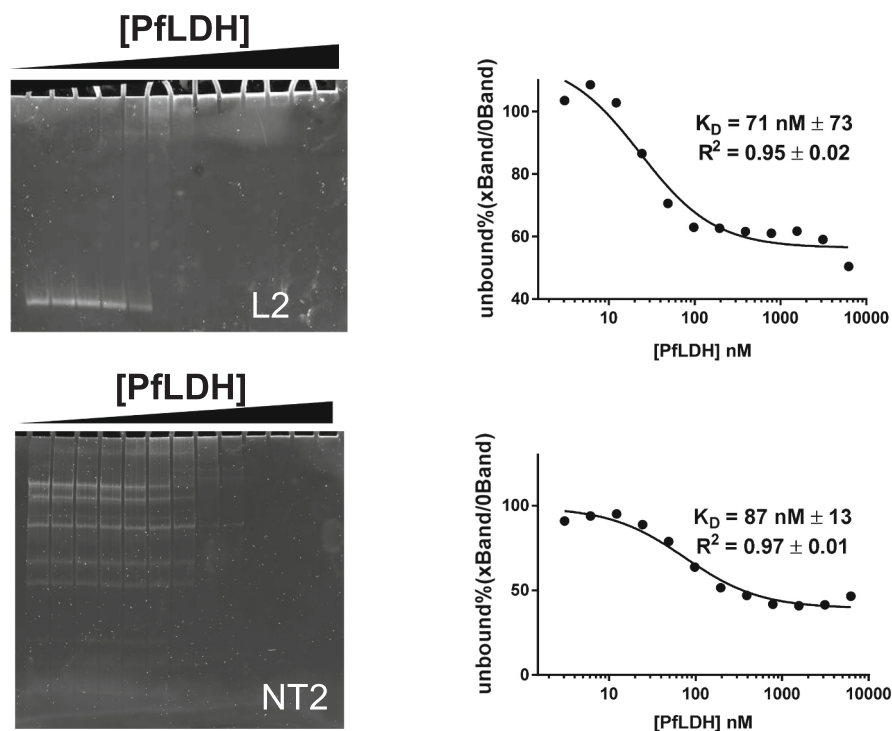 [PfLDH]
L2
unbound%(xBand/0Band)
100
80
60
40
K_D = 71 nM ± 73
R² = 0.95 ± 0.02
10
100
1000
10000
[PfLDH] nM
[PfLDH]
NT2
unbound%(xBand/0Band)
100
50
0
K_D = 87 nM ± 13
R² = 0.97 ± 0.01
10
100
1000
10000
[PfLDH] nM